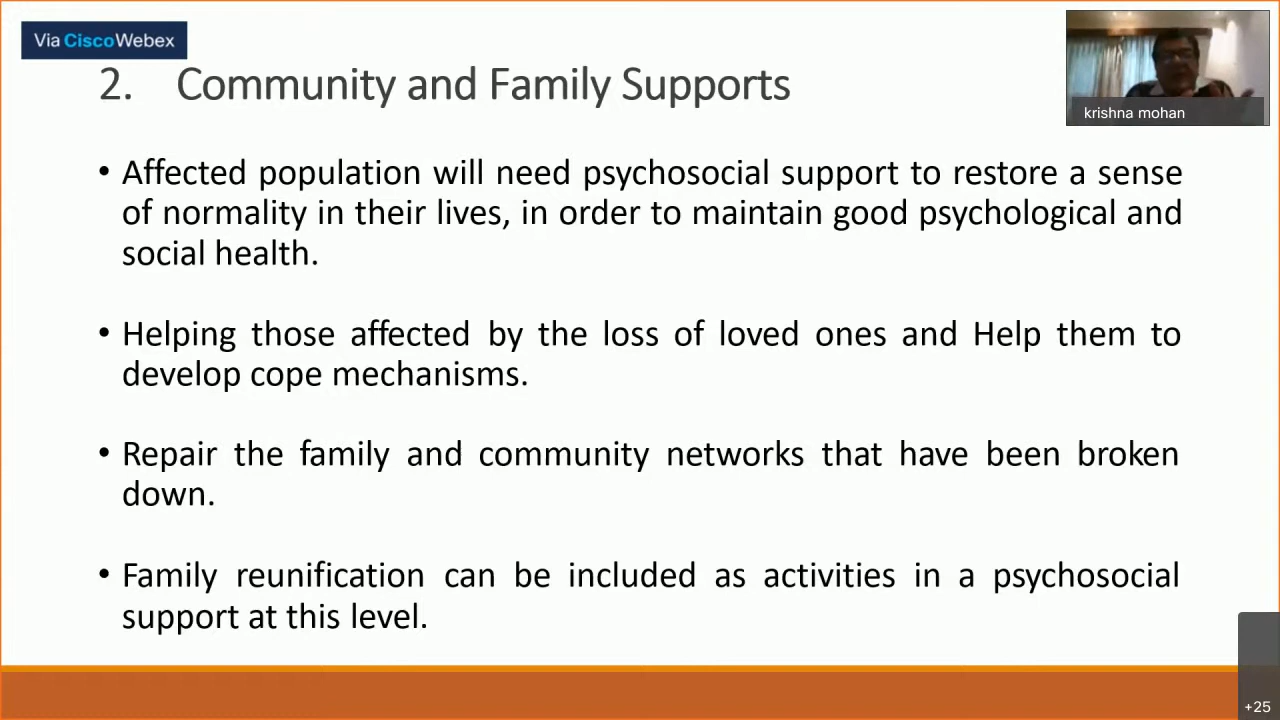 Via CiscoWebex
krishna mohan
2. Community and Family Supports
• Affected population will need psychosocial support to restore a sense
of normality in their lives, in order to maintain good psychological and
social health.
• Helping those affected by the loss of loved ones and Help them to
develop cope mechanisms.
• Repair the family and community networks that have been broken
down.
• Family reunification can be included as activities in a psychosocial
support at this level.
+25